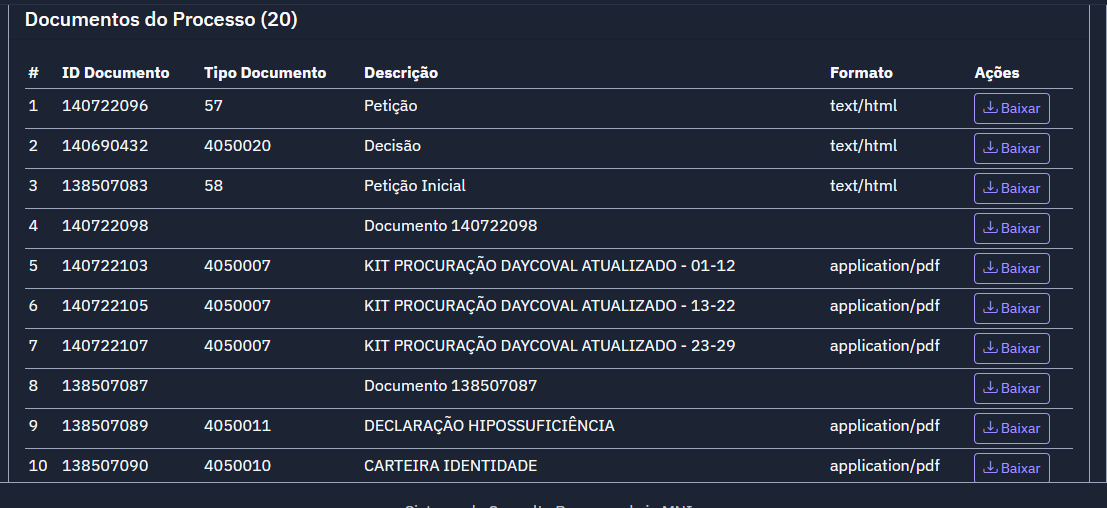 Documentos do Processo (20)
# ID Documento Tipo Documento Descrição Formato Ações
1 140722096 57 Petição text/html Baixar
2 140690432 4050020 Decisão text/html Baixar
3 138507083 58 Petição Inicial text/html Baixar
4 140722098 Documento 140722098 Baixar
5 140722103 4050007 KIT PROCURAÇÃO DAYCOVAL ATUALIZADO - 01-12 application/pdf Baixar
6 140722105 4050007 KIT PROCURAÇÃO DAYCOVAL ATUALIZADO - 13-22 application/pdf Baixar
7 140722107 4050007 KIT PROCURAÇÃO DAYCOVAL ATUALIZADO - 23-29 application/pdf Baixar
8 138507087 Documento 138507087 Baixar
9 138507089 4050011 DECLARAÇÃO HIPOSSUFICIÊNCIA application/pdf Baixar
10 138507090 4050010 CARTEIRA IDENTIDADE application/pdf Baixar